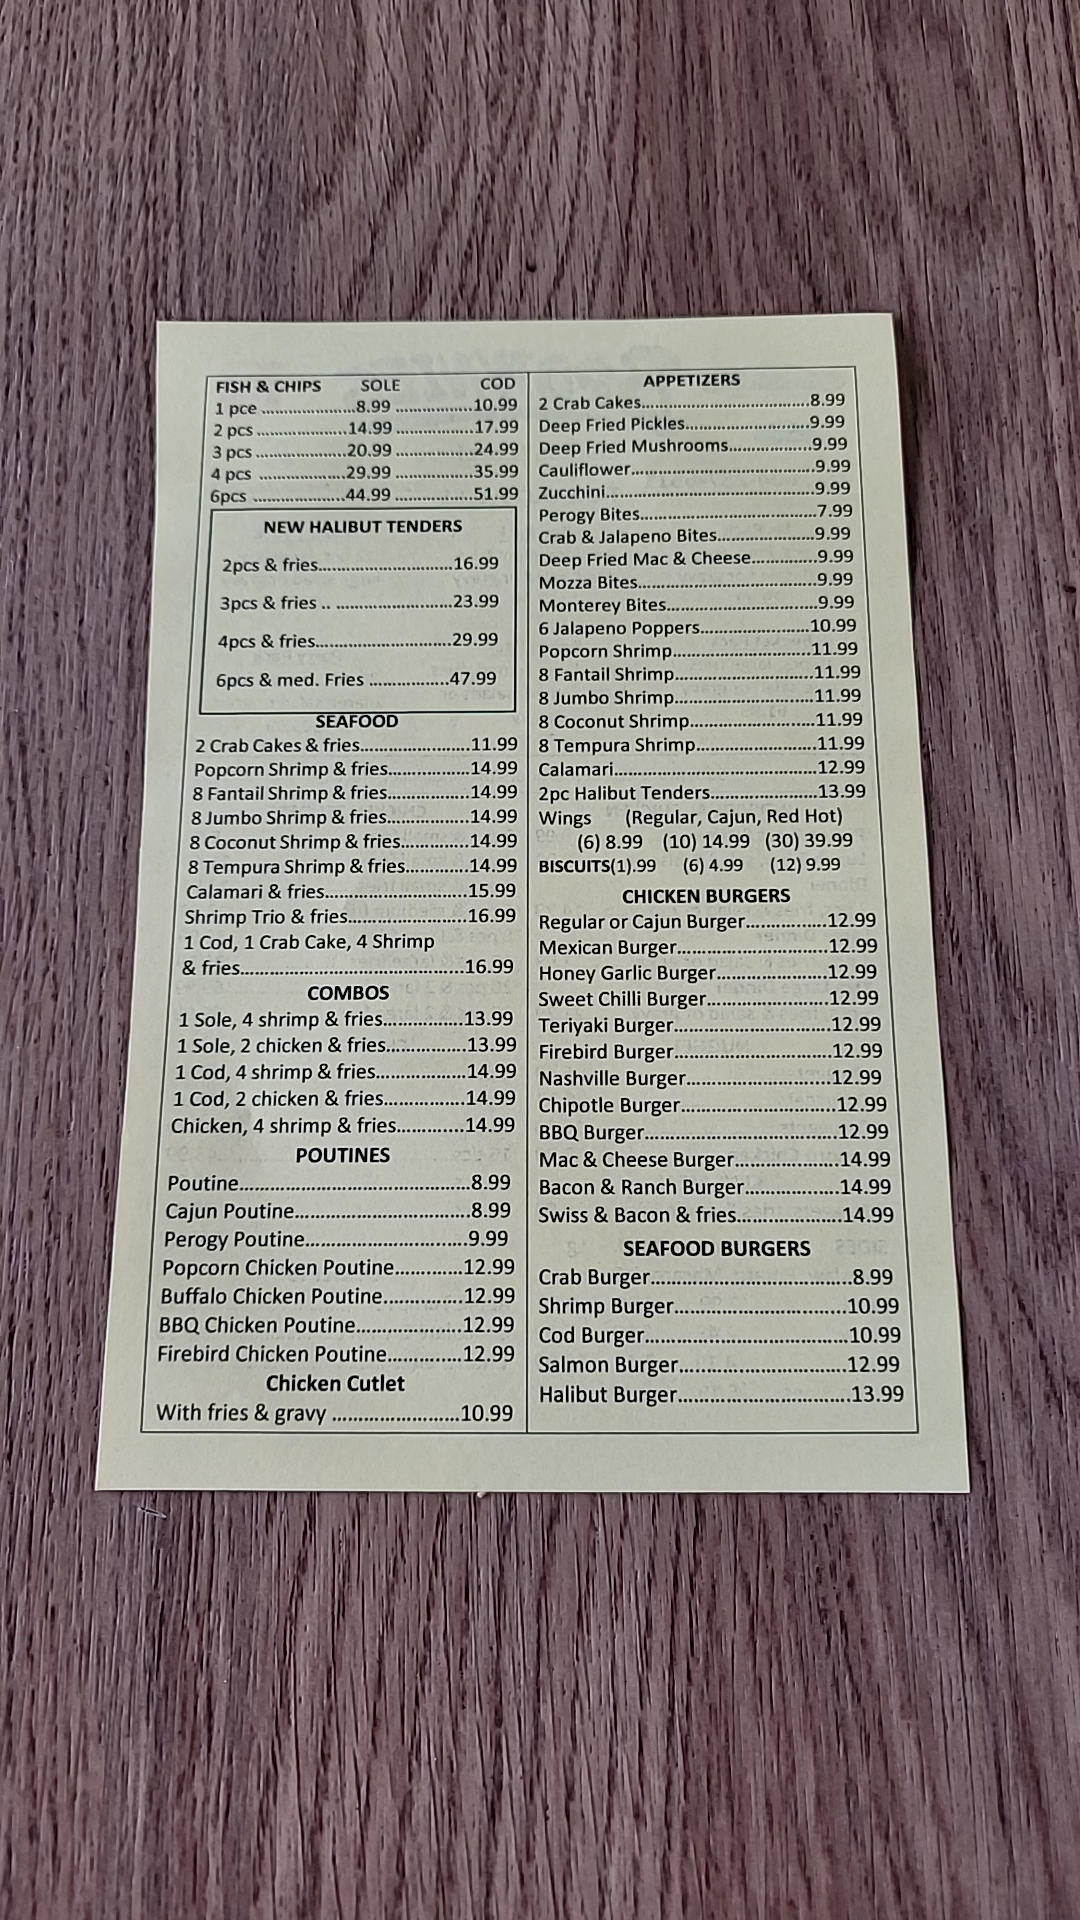 FISH & CHIPS SOLE COD
1 pce .....................8.99 .................10.99
2 pcs ....................14.99 .................17.99
3 pcs ....................20.99 .................24.99
4 pcs ...................29.99 .................35.99
6pcs ....................44.99 .................51.99
NEW HALIBUT TENDERS
2pcs & fries..............................16.99
3pcs & fries .. ..........................23.99
4pcs & fries..............................29.99
6pcs & med. Fries ..................47.99
SEAFOOD
2 Crab Cakes & fries.........................11.99
Popcorn Shrimp & fries...................14.99
8 Fantail Shrimp & fries...................14.99
8 Jumbo Shrimp & fries...................14.99
8 Coconut Shrimp & fries................14.99
8 Tempura Shrimp & fries...............14.99
Calamari & fries................................15.99
Shrimp Trio & fries...........................16.99
1 Cod, 1 Crab Cake, 4 Shrimp
& fries..............................................16.99
COMBOS
1 Sole, 4 shrimp & fries.................13.99
1 Sole, 2 chicken & fries................13.99
1 Cod, 4 shrimp & fries..................14.99
1 Cod, 2 chicken & fries.................14.99
Chicken, 4 shrimp & fries..............14.99
POUTINES
Poutine................................................8.99
Cajun Poutine.....................................8.99
Perogy Poutine..................................9.99
Popcorn Chicken Poutine..............12.99
Buffalo Chicken Poutine.................12.99
BBQ Chicken Poutine......................12.99
Firebird Chicken Poutine................12.99
Chicken Cutlet
With fries & gravy ..........................10.99
APPETIZERS
2 Crab Cakes....................................8.99
Deep Fried Pickles..........................9.99
Deep Fried Mushrooms.................9.99
Cauliflower......................................9.99
Zucchini...........................................9.99
Perogy Bites.....................................7.99
Crab & Jalapeno Bites....................9.99
Deep Fried Mac & Cheese..............9.99
Mozza Bites.....................................9.99
Monterey Bites................................9.99
6 Jalapeno Poppers.......................10.99
Popcorn Shrimp.............................11.99
8 Fantail Shrimp.............................11.99
8 Jumbo Shrimp.............................11.99
8 Coconut Shrimp..........................11.99
8 Tempura Shrimp.........................11.99
Calamari..........................................12.99
2pc Halibut Tenders.......................13.99
Wings (Regular, Cajun, Red Hot)
(6) 8.99 (10) 14.99 (30) 39.99
BISCUITS(1).99 (6) 4.99 (12) 9.99
CHICKEN BURGERS
Regular or Cajun Burger...............12.99
Mexican Burger.............................12.99
Honey Garlic Burger.....................12.99
Sweet Chilli Burger.......................12.99
Teriyaki Burger..............................12.99
Firebird Burger..............................12.99
Nashville Burger............................12.99
Chipotle Burger.............................12.99
BBQ Burger....................................12.99
Mac & Cheese Burger...................14.99
Bacon & Ranch Burger..................14.99
Swiss & Bacon & fries...................14.99
SEAFOOD BURGERS
Crab Burger.....................................8.99
Shrimp Burger...............................10.99
Cod Burger.....................................10.99
Salmon Burger...............................12.99
Halibut Burger................................13.99